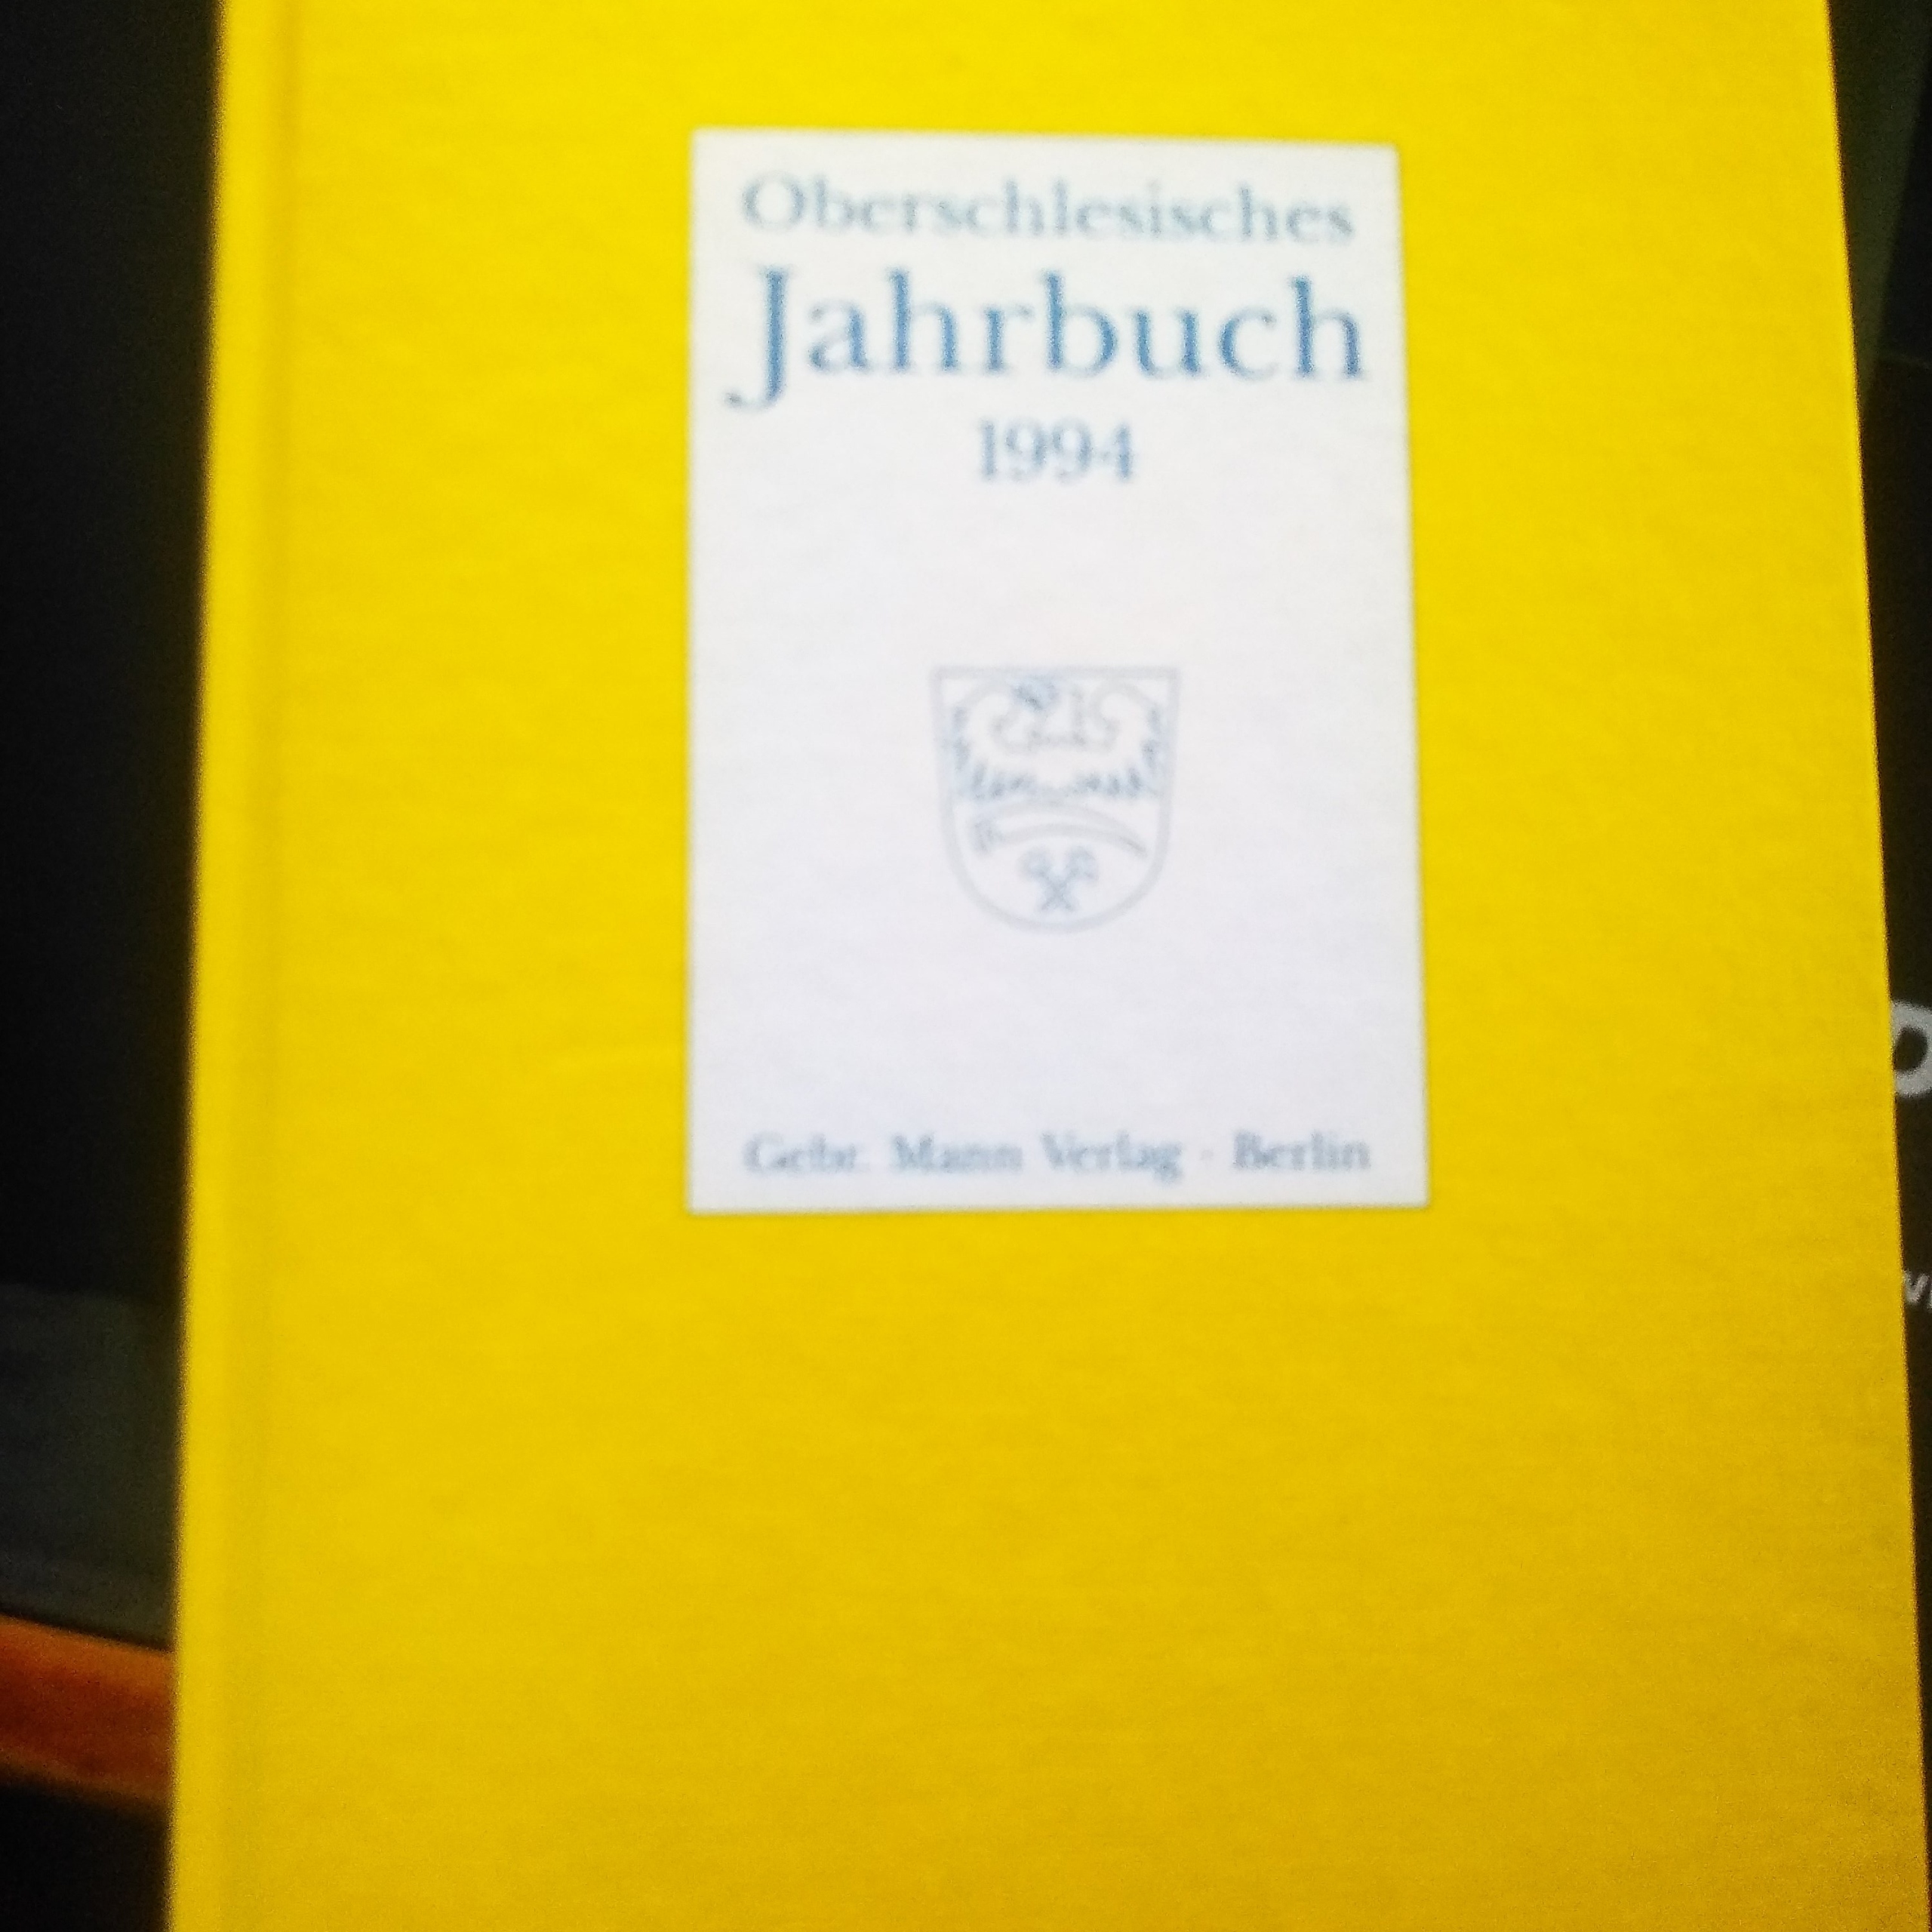 Oberschlesisches
Jahrbuch
1994
Gebr. Mann Verlag · Berlin